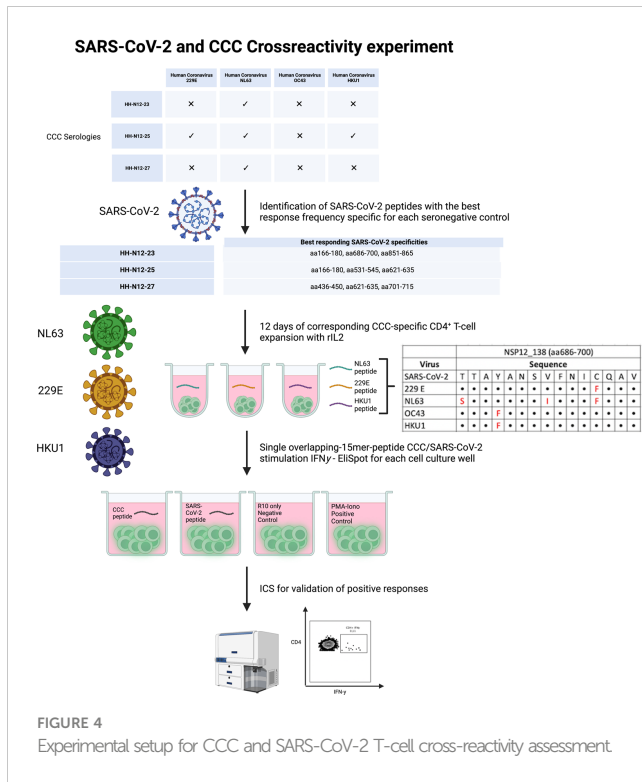 SARS-CoV-2 and CCC Crossreactivity experiment
Human Coronavirus 229E
Human Coronavirus NL63
Human Coronavirus OC43
Human Coronavirus HKU1
CCC Serologies
HH-N12-23 ✕ ✓ ✕ ✕
HH-N12-25 ✓ ✓ ✕ ✓
HH-N12-27 ✕ ✓ ✕ ✕
SARS-CoV-2
Identification of SARS-CoV-2 peptides with the best
response frequency specific for each seronegative control
Best responding SARS-CoV-2 specificities
HH-N12-23 aa166-180, aa686-700, aa851-865
HH-N12-25 aa166-180, aa531-545, aa621-635
HH-N12-27 aa436-450, aa621-635, aa701-715
12 days of corresponding CCC-specific CD4⁺ T-cell
expansion with rIL2
NL63
229E
HKU1
NL63
peptide
229E
peptide
HKU1
peptide
NSP12_138 (aa686-700)
Virus Sequence
SARS-CoV-2 T T A Y A N S V F N I C Q A V
229 E • • • • • • • • • • • F • • •
NL63 S • • • • • • I • • • F • • •
OC43 • • • F • • • • • • • • • • •
HKU1 • • • F • • • • • • • • • • •
Single overlapping-15mer-peptide CCC/SARS-CoV-2
stimulation IFNγ - EliSpot for each cell culture well
CCC
peptide
SARS-
CoV-2
peptide
R10 only
Negative
Control
PMA-Iono
Positive
Control
ICS for validation of positive responses
CD4
IFN-γ
FIGURE 4
Experimental setup for CCC and SARS-CoV-2 T-cell cross-reactivity assessment.